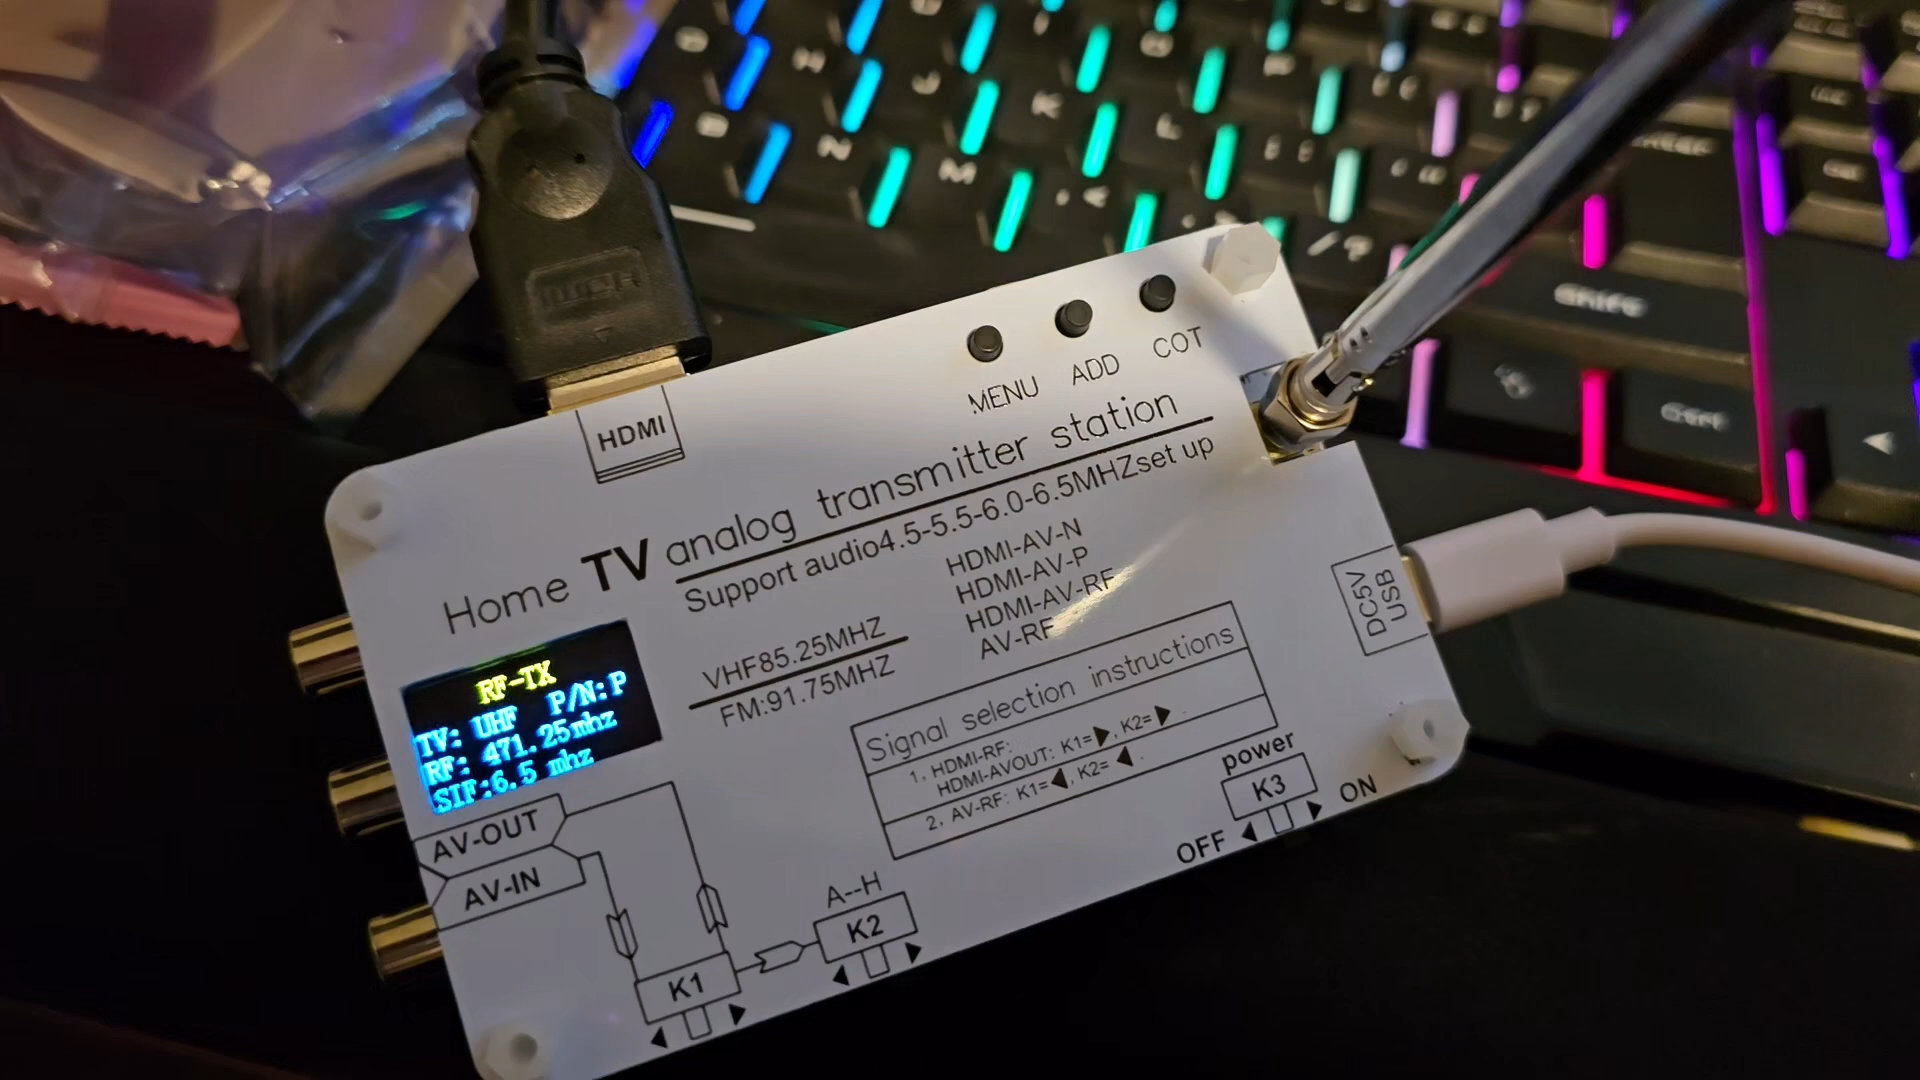 HDMI
MENU
ADD
COT
Home TV analog transmitter station
Support audio4.5-5.5-6.0-6.5MHZset up
HDMI-AV-N
HDMI-AV-P
HDMI-AV-RF
AV-RF
VHF85.25MHZ
FM:91.75MHZ
DC5V
USB
RF-TX
TV: UHF P/N:P
RF: 471.25mhz
SIF:6.5 mhz
Signal selection instructions
1, HDMI-RF:
HDMI-AVOUT: K1=▶, K2=▶
2, AV-RF: K1=◀, K2=◀
power
K3
OFF ◀ ▶ ON
AV-OUT
AV-IN
A--H
K2
◀ ▶
K1
◀ ▶
H
J
K
L
B
N
M